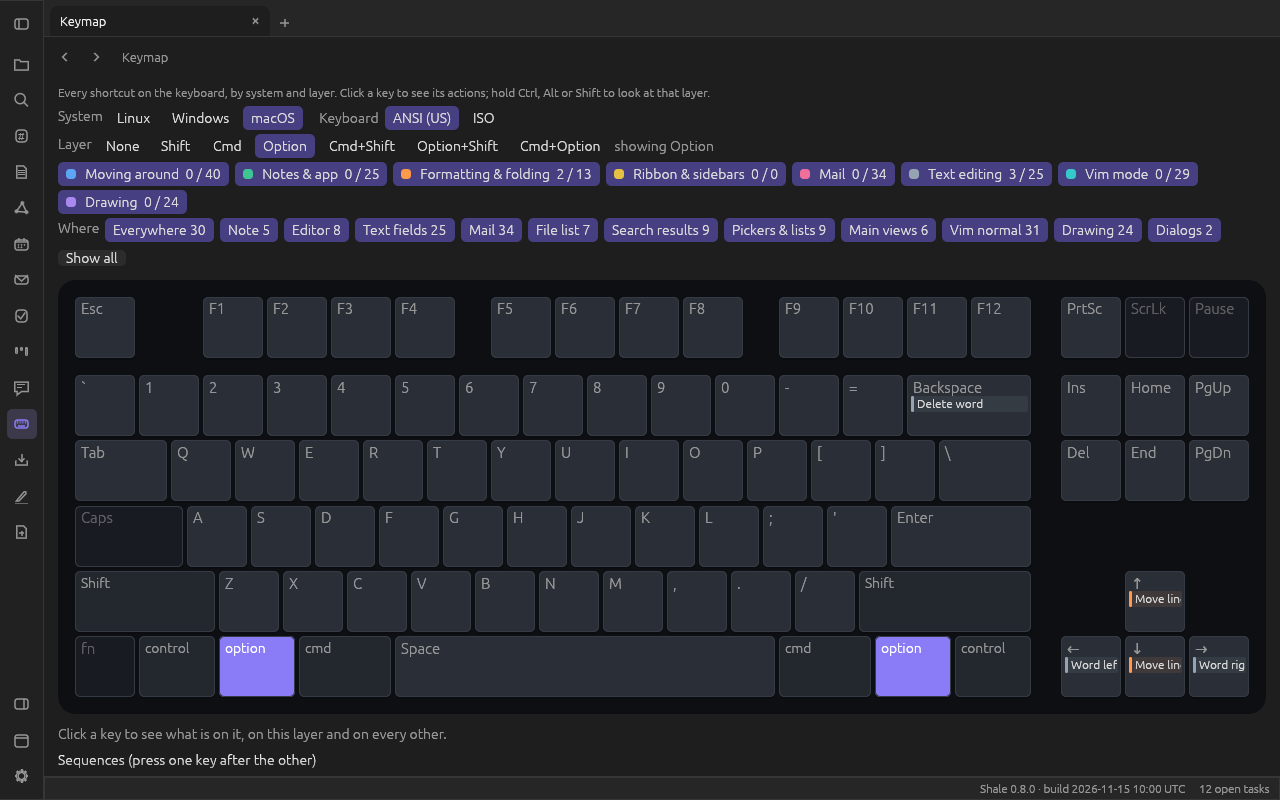 Keymap × +
Keymap
Every shortcut on the keyboard, by system and layer. Click a key to see its actions; hold Ctrl, Alt or Shift to look at that layer.
System Linux Windows macOS Keyboard ANSI (US) ISO
Layer None Shift Cmd Option Cmd+Shift Option+Shift Cmd+Option showing Option
Moving around 0 / 40 Notes & app 0 / 25 Formatting & folding 2 / 13 Ribbon & sidebars 0 / 0 Mail 0 / 34 Text editing 3 / 25 Vim mode 0 / 29
Drawing 0 / 24
Where Everywhere 30 Note 5 Editor 8 Text fields 25 Mail 34 File list 7 Search results 9 Pickers & lists 9 Main views 6 Vim normal 31 Drawing 24 Dialogs 2
Show all
Esc F1 F2 F3 F4 F5 F6 F7 F8 F9 F10 F11 F12 PrtSc ScrLk Pause
` 1 2 3 4 5 6 7 8 9 0 - = Backspace Ins Home PgUp
Delete word
Tab Q W E R T Y U I O P [ ] \ Del End PgDn
Caps A S D F G H J K L ; ' Enter
Shift Z X C V B N M , . / Shift ↑
Move lin
fn control option cmd Space cmd option control ← ↓ →
Word lef Move lin Word rig
Click a key to see what is on it, on this layer and on every other.
Sequences (press one key after the other)
Shale 0.8.0 · build 2026-11-15 10:00 UTC 12 open tasks